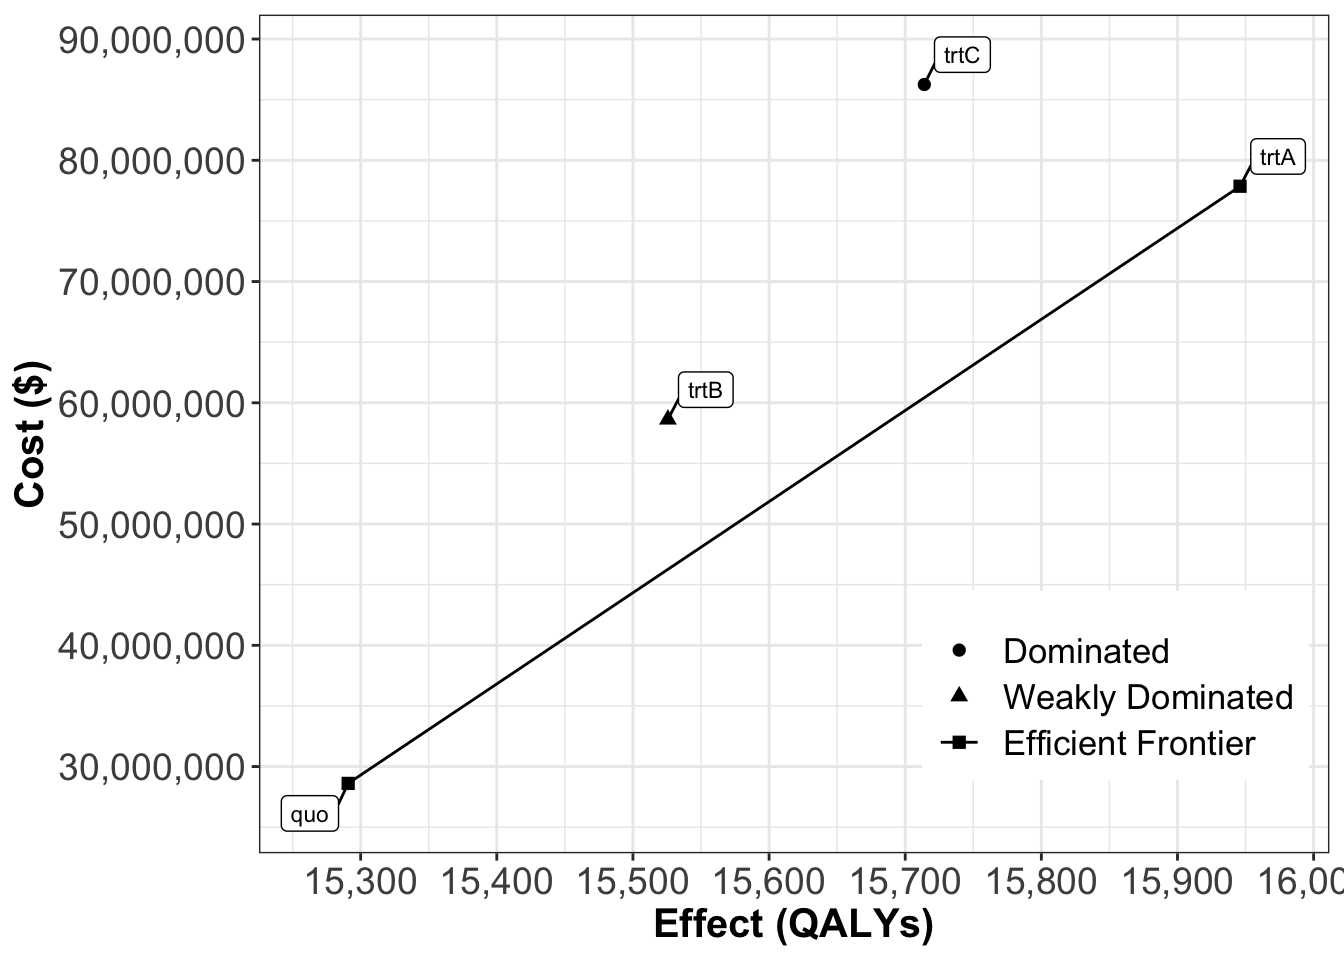 90,000,000
80,000,000
70,000,000
60,000,000
50,000,000
40,000,000
30,000,000
Cost ($)
trtC
trtA
trtB
quo
Dominated
Weakly Dominated
Efficient Frontier
15,300 15,400 15,500 15,600 15,700 15,800 15,900 16,00
Effect (QALYs)